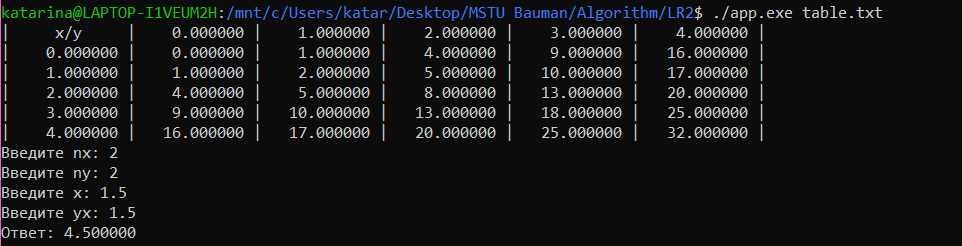 katarina@LAPTOP-I1VEUM2H:/mnt/c/Users/katar/Desktop/MSTU Bauman/Algorithm/LR2$ ./app.exe table.txt
| x/y | 0.000000 | 1.000000 | 2.000000 | 3.000000 | 4.000000 |
| 0.000000 | 0.000000 | 1.000000 | 4.000000 | 9.000000 | 16.000000 |
| 1.000000 | 1.000000 | 2.000000 | 5.000000 | 10.000000 | 17.000000 |
| 2.000000 | 4.000000 | 5.000000 | 8.000000 | 13.000000 | 20.000000 |
| 3.000000 | 9.000000 | 10.000000 | 13.000000 | 18.000000 | 25.000000 |
| 4.000000 | 16.000000 | 17.000000 | 20.000000 | 25.000000 | 32.000000 |
Введите nx: 2
Введите ny: 2
Введите x: 1.5
Введите yx: 1.5
Ответ: 4.500000